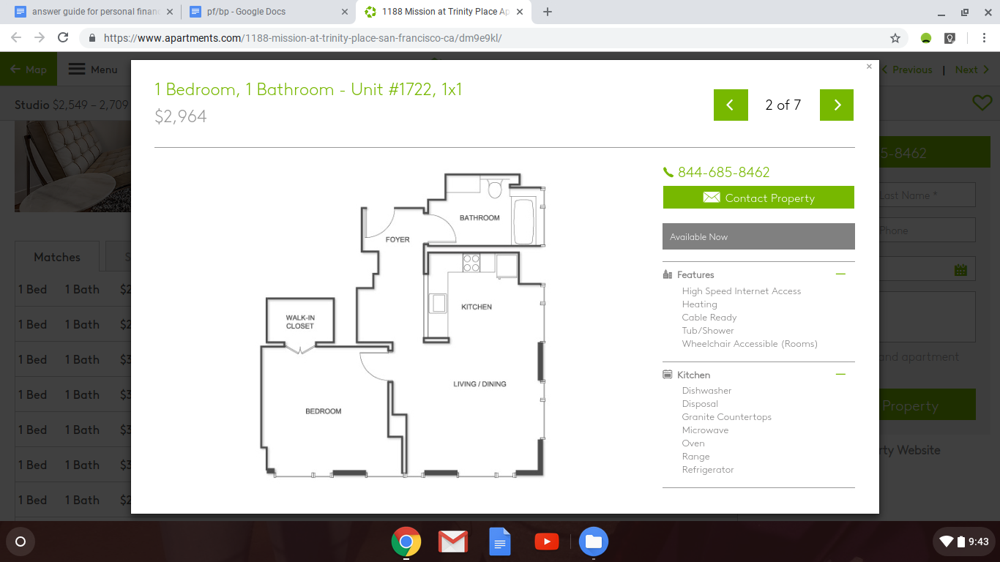 answer guide for personal finan
pf/bp - Google Docs
1188 Mission at Trinity Place Ap
https://www.apartments.com/1188-mission-at-trinity-place-san-francisco-ca/dm9e9kl/
Map
Menu
Previous | Next
Studio $2,549 – 2,709
1 Bedroom, 1 Bathroom - Unit #1722, 1x1
$2,964
2 of 7
BATHROOM
FOYER
KITCHEN
WALK-IN
CLOSET
LIVING / DINING
BEDROOM
844-685-8462
Contact Property
Available Now
Features
High Speed Internet Access
Heating
Cable Ready
Tub/Shower
Wheelchair Accessible (Rooms)
Kitchen
Dishwasher
Disposal
Granite Countertops
Microwave
Oven
Range
Refrigerator
Matches
S
1 Bed 1 Bath $2
1 Bed 1 Bath $2
1 Bed 1 Bath $3
1 Bed 1 Bath $3
1 Bed 1 Bath $3
1 Bed 1 Bath $3
1 Bed 1 Bath $2
5-8462
Last Name *
Phone
and apartment
Property
rty Website
9:43